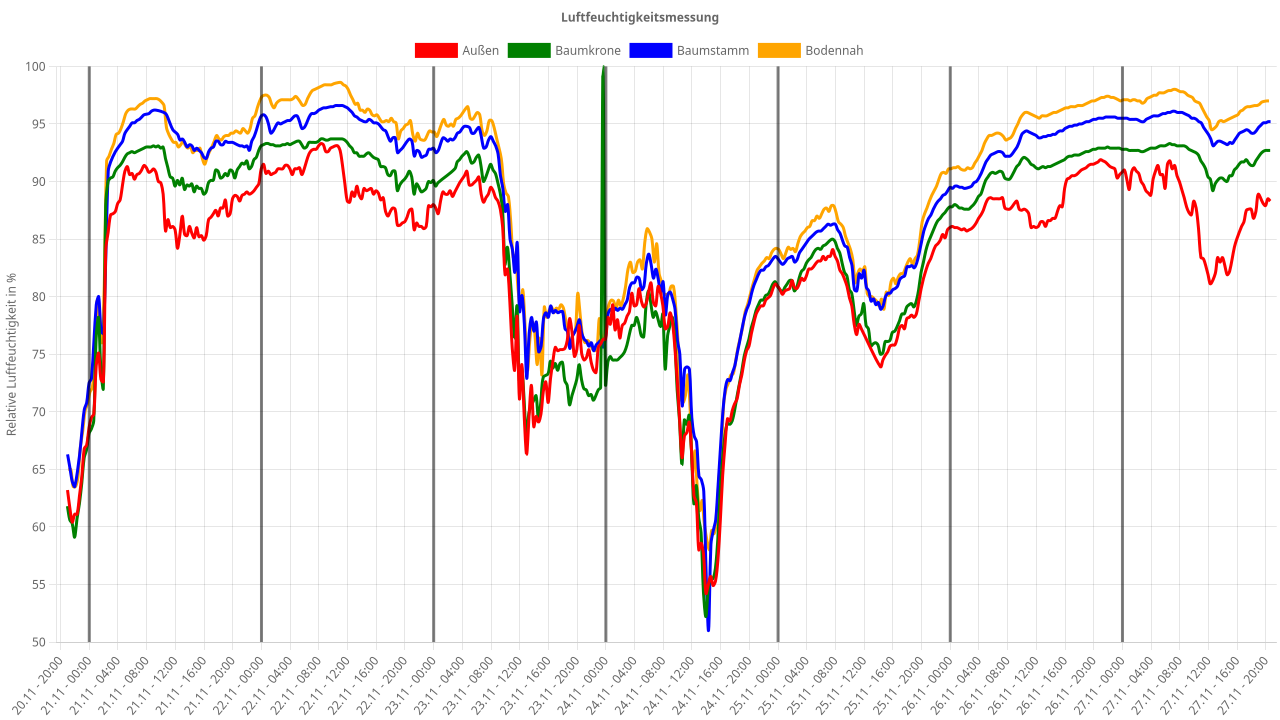 Luftfeuchtigkeitsmessung
Außen Baumkrone Baumstamm Bodennah
Relative Luftfeuchtigkeit in %
100
95
90
85
80
75
70
65
60
55
50
20.11 - 20:00
21.11 - 00:00
21.11 - 04:00
21.11 - 08:00
21.11 - 12:00
21.11 - 16:00
21.11 - 20:00
22.11 - 00:00
22.11 - 04:00
22.11 - 08:00
22.11 - 12:00
22.11 - 16:00
22.11 - 20:00
23.11 - 00:00
23.11 - 04:00
23.11 - 08:00
23.11 - 12:00
23.11 - 16:00
23.11 - 20:00
24.11 - 00:00
24.11 - 04:00
24.11 - 08:00
24.11 - 12:00
24.11 - 16:00
24.11 - 20:00
25.11 - 00:00
25.11 - 04:00
25.11 - 08:00
25.11 - 12:00
25.11 - 16:00
25.11 - 20:00
26.11 - 00:00
26.11 - 04:00
26.11 - 08:00
26.11 - 12:00
26.11 - 16:00
26.11 - 20:00
27.11 - 00:00
27.11 - 04:00
27.11 - 08:00
27.11 - 12:00
27.11 - 16:00
27.11 - 20:00